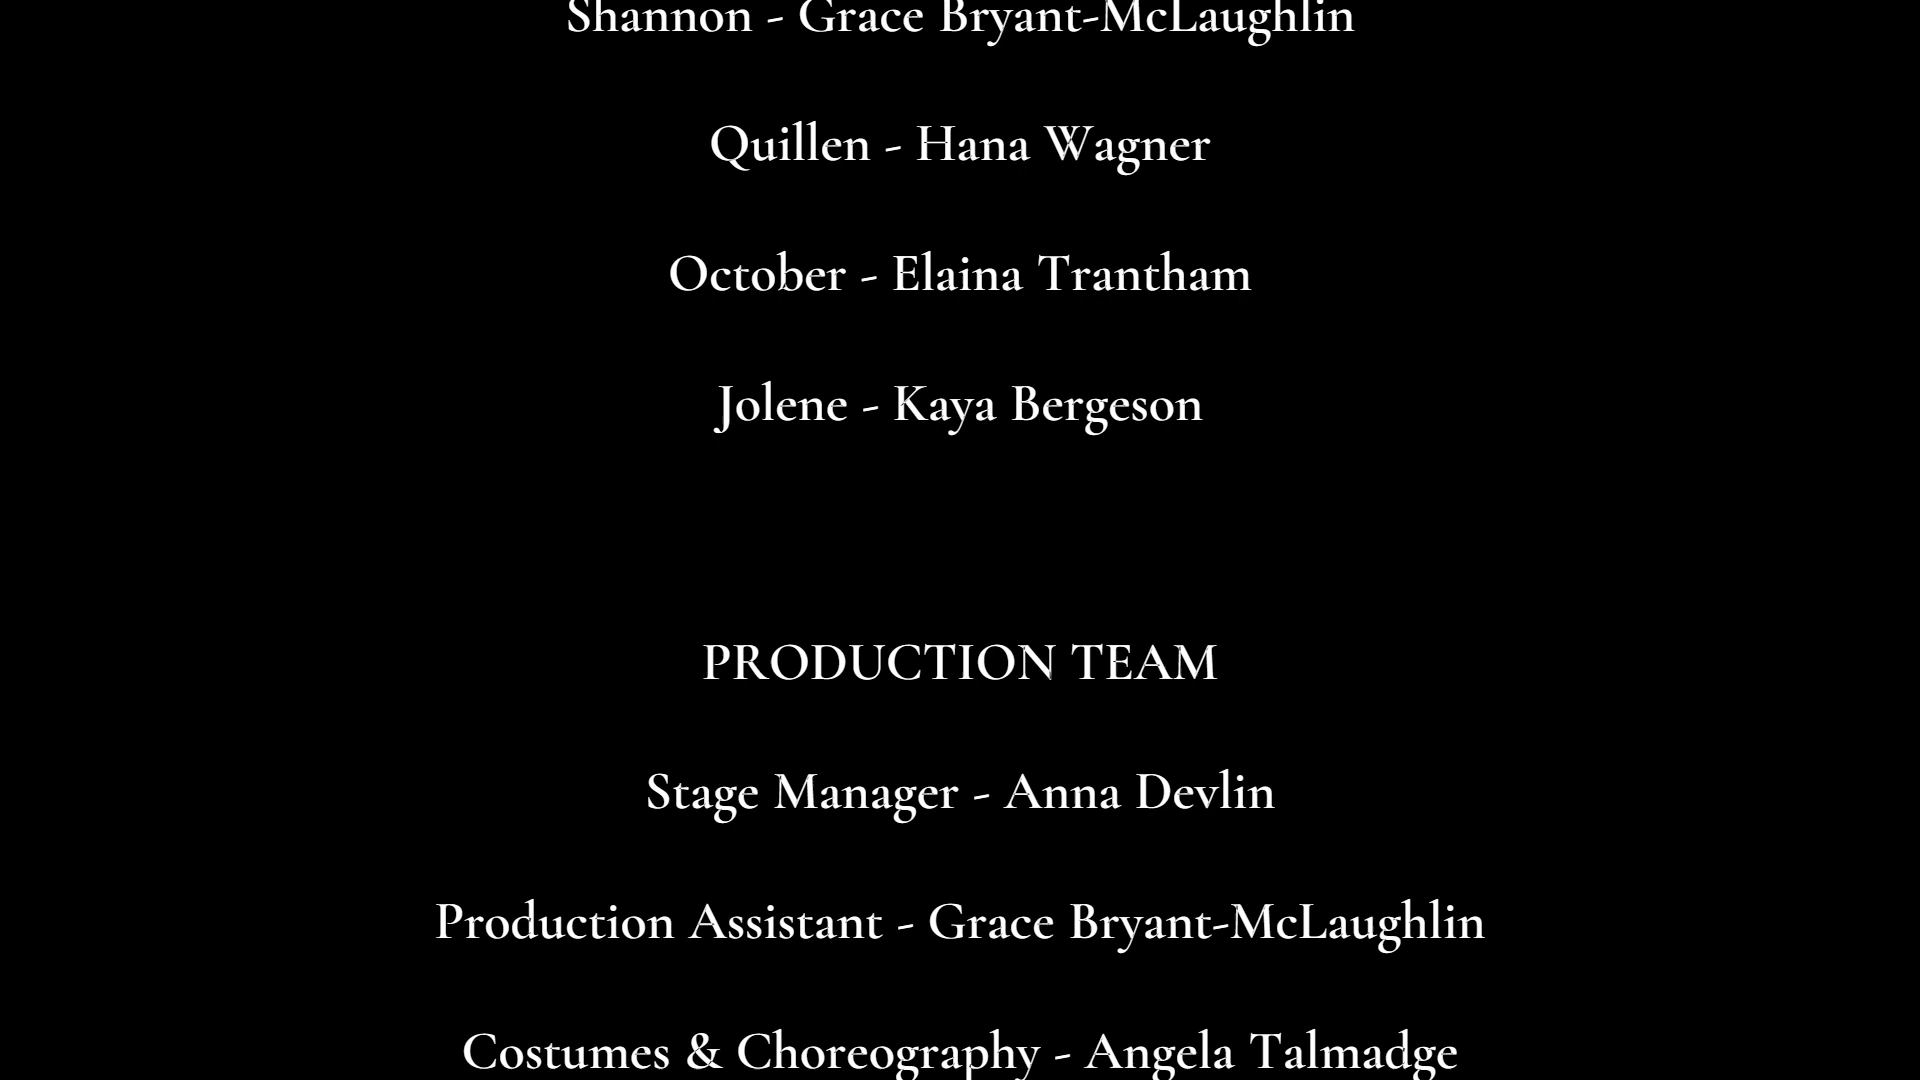 Shannon - Grace Bryant-McLaughlin
Quillen - Hana Wagner
October - Elaina Trantham
Jolene - Kaya Bergeson
PRODUCTION TEAM
Stage Manager - Anna Devlin
Production Assistant - Grace Bryant-McLaughlin
Costumes & Choreography - Angela Talmadge